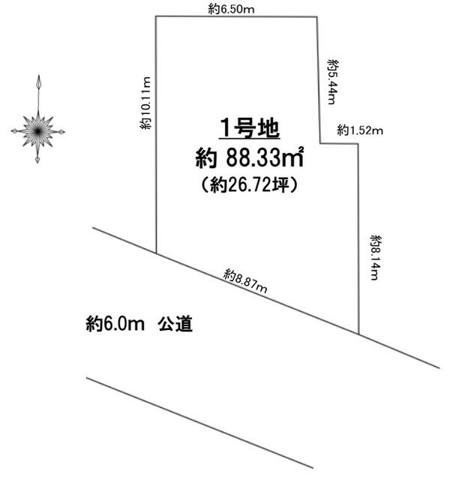 約6.50m
約10.11m
約5.44m
約1.52m
1号地
約 88.33㎡
（約26.72坪）
約8.14m
約8.87m
約6.0m 公道